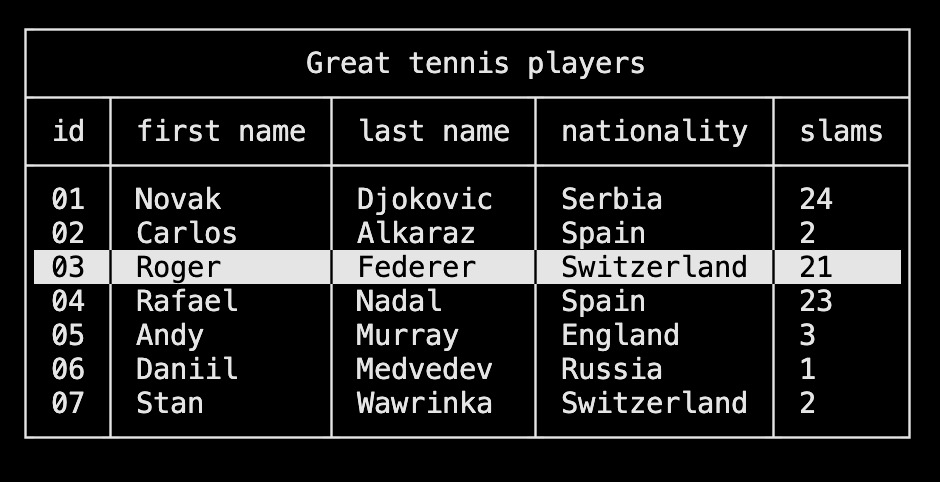 Great tennis players
id first name last name nationality slams
01 Novak Djokovic Serbia 24
02 Carlos Alkaraz Spain 2
03 Roger Federer Switzerland 21
04 Rafael Nadal Spain 23
05 Andy Murray England 3
06 Daniil Medvedev Russia 1
07 Stan Wawrinka Switzerland 2